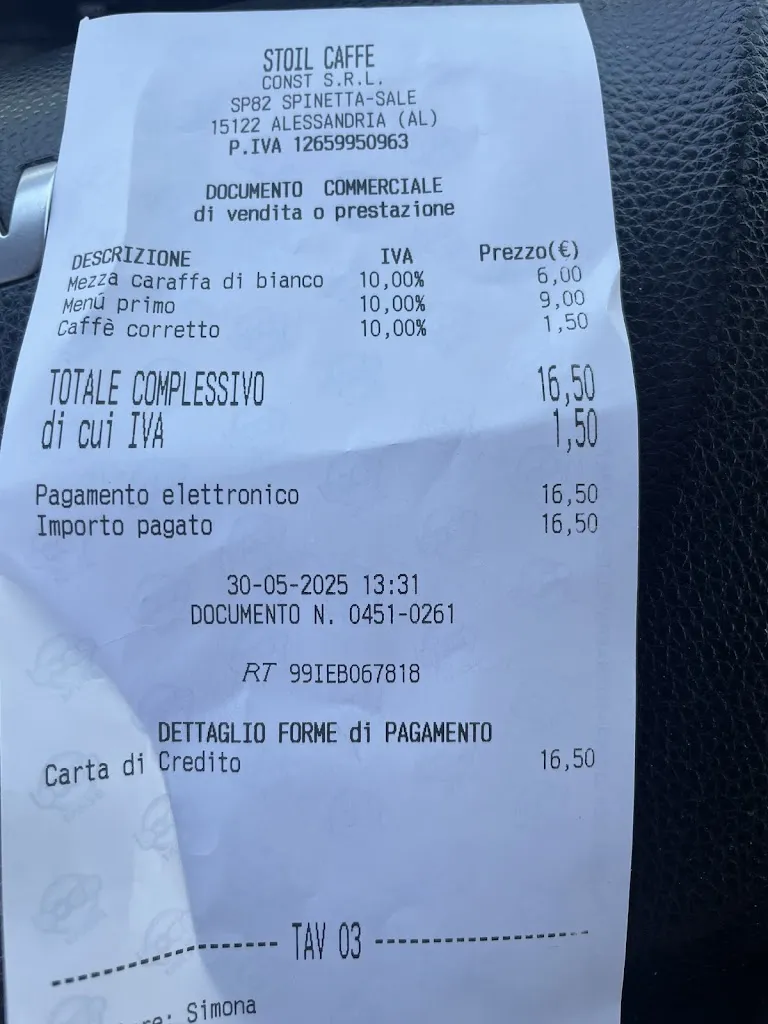 STOIL CAFFE
CONST S.R.L.
SP82 SPINETTA-SALE
15122 ALESSANDRIA (AL)
P.IVA 12659950963
DOCUMENTO COMMERCIALE
di vendita o prestazione
DESCRIZIONE IVA Prezzo(€)
Mezza caraffa di bianco 10,00% 6,00
Menú primo 10,00% 9,00
Caffè corretto 10,00% 1,50
TOTALE COMPLESSIVO 16,50
di cui IVA 1,50
Pagamento elettronico 16,50
Importo pagato 16,50
30-05-2025 13:31
DOCUMENTO N. 0451-0261
RT 99IEB067818
DETTAGLIO FORME di PAGAMENTO
Carta di Credito 16,50
TAV 03
Simona